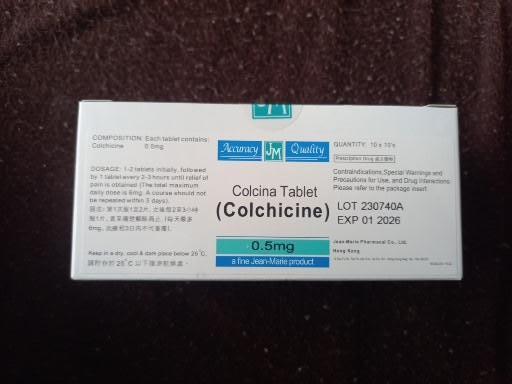 COMPOSITION: Each tablet contains:
Colchicine 0.5mg
DOSAGE: 1-2 tablets initially, followed
by 1 tablet every 2-3 hours until relief of
pain is obtained (The total maximum
daily dose is 6mg. A course should not
be repeated within 3 days).
Keep in a dry, cool & dark place below 25°C.
JM
Accuracy JM Quality
Colcina Tablet
(Colchicine)
0.5mg
a fine Jean-Marie product
QUANTITY: 10 x 10's
Prescription Drug
Contraindications, Special Warnings and
Precautions for Use, and Drug Interactions:
Please refer to the package insert.
LOT 230740A
EXP 01 2026
Jean-Marie Pharmacal Co., Ltd.
Hong Kong